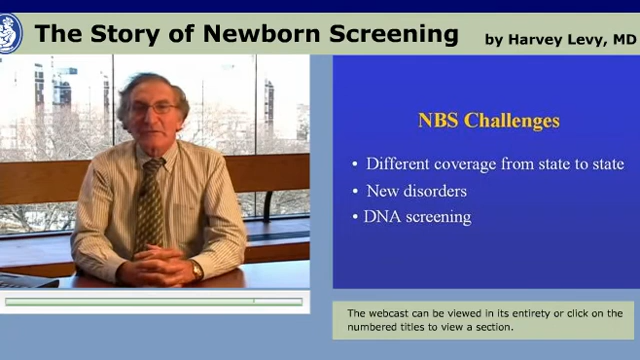 The Story of Newborn Screening by Harvey Levy, MD
NBS Challenges
• Different coverage from state to state
• New disorders
• DNA screening
The webcast can be viewed in its entirety or click on the
numbered titles to view a section.